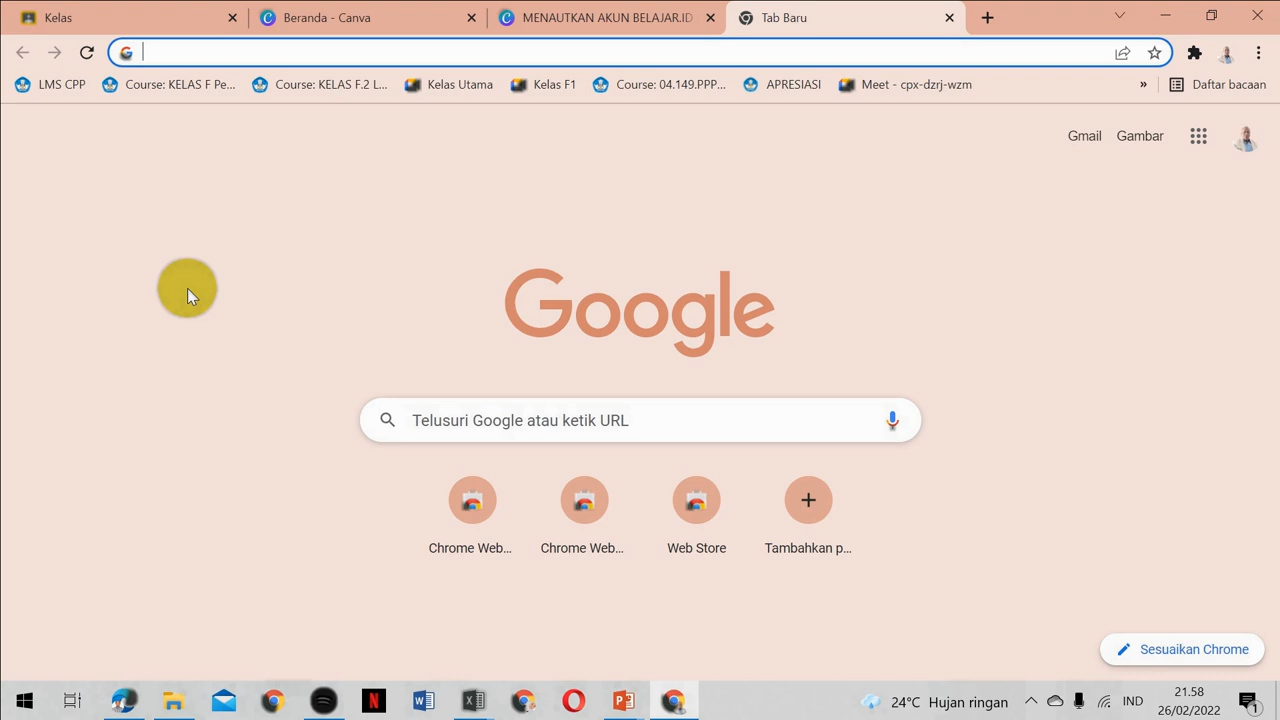 Kelas
Beranda - Canva
MENAUTKAN AKUN BELAJAR.ID
Tab Baru
LMS CPP
Course: KELAS F Pe...
Course: KELAS F.2 L...
Kelas Utama
Kelas F1
Course: 04.149.PPP...
APRESIASI
Meet - cpx-dzrj-wzm
»
Daftar bacaan
Gmail
Gambar
Google
Telusuri Google atau ketik URL
Chrome Web...
Chrome Web...
Web Store
Tambahkan p...
Sesuaikan Chrome
24°C Hujan ringan
IND
21.58
26/02/2022
1